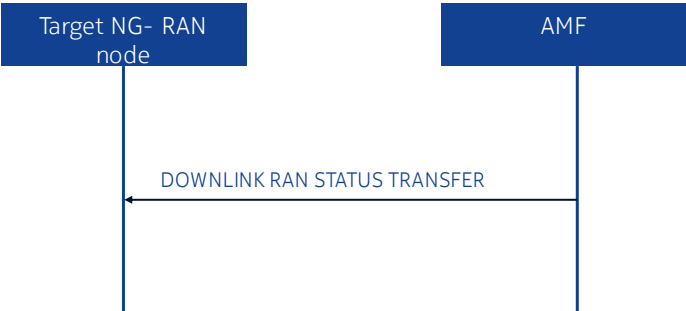 Target NG- RAN
node
AMF
DOWNLINK RAN STATUS TRANSFER